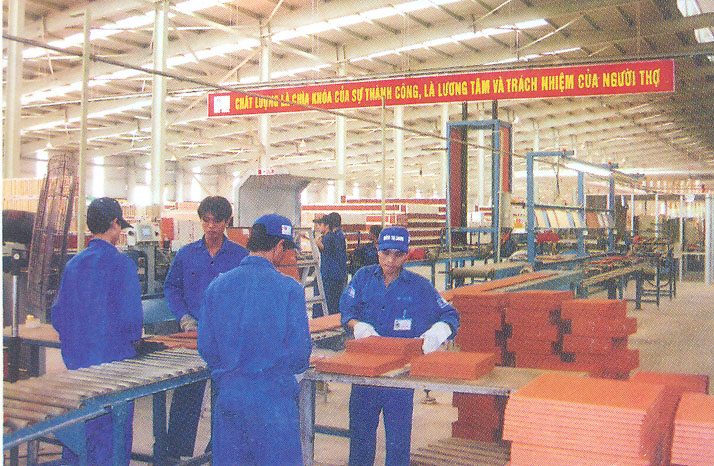 CHẤT LƯỢNG LÀ CHÌA KHÓA CỦA SỰ THÀNH CÔNG, LÀ LƯƠNG TÂM VÀ TRÁCH NHIỆM CỦA NGƯỜI THỢ